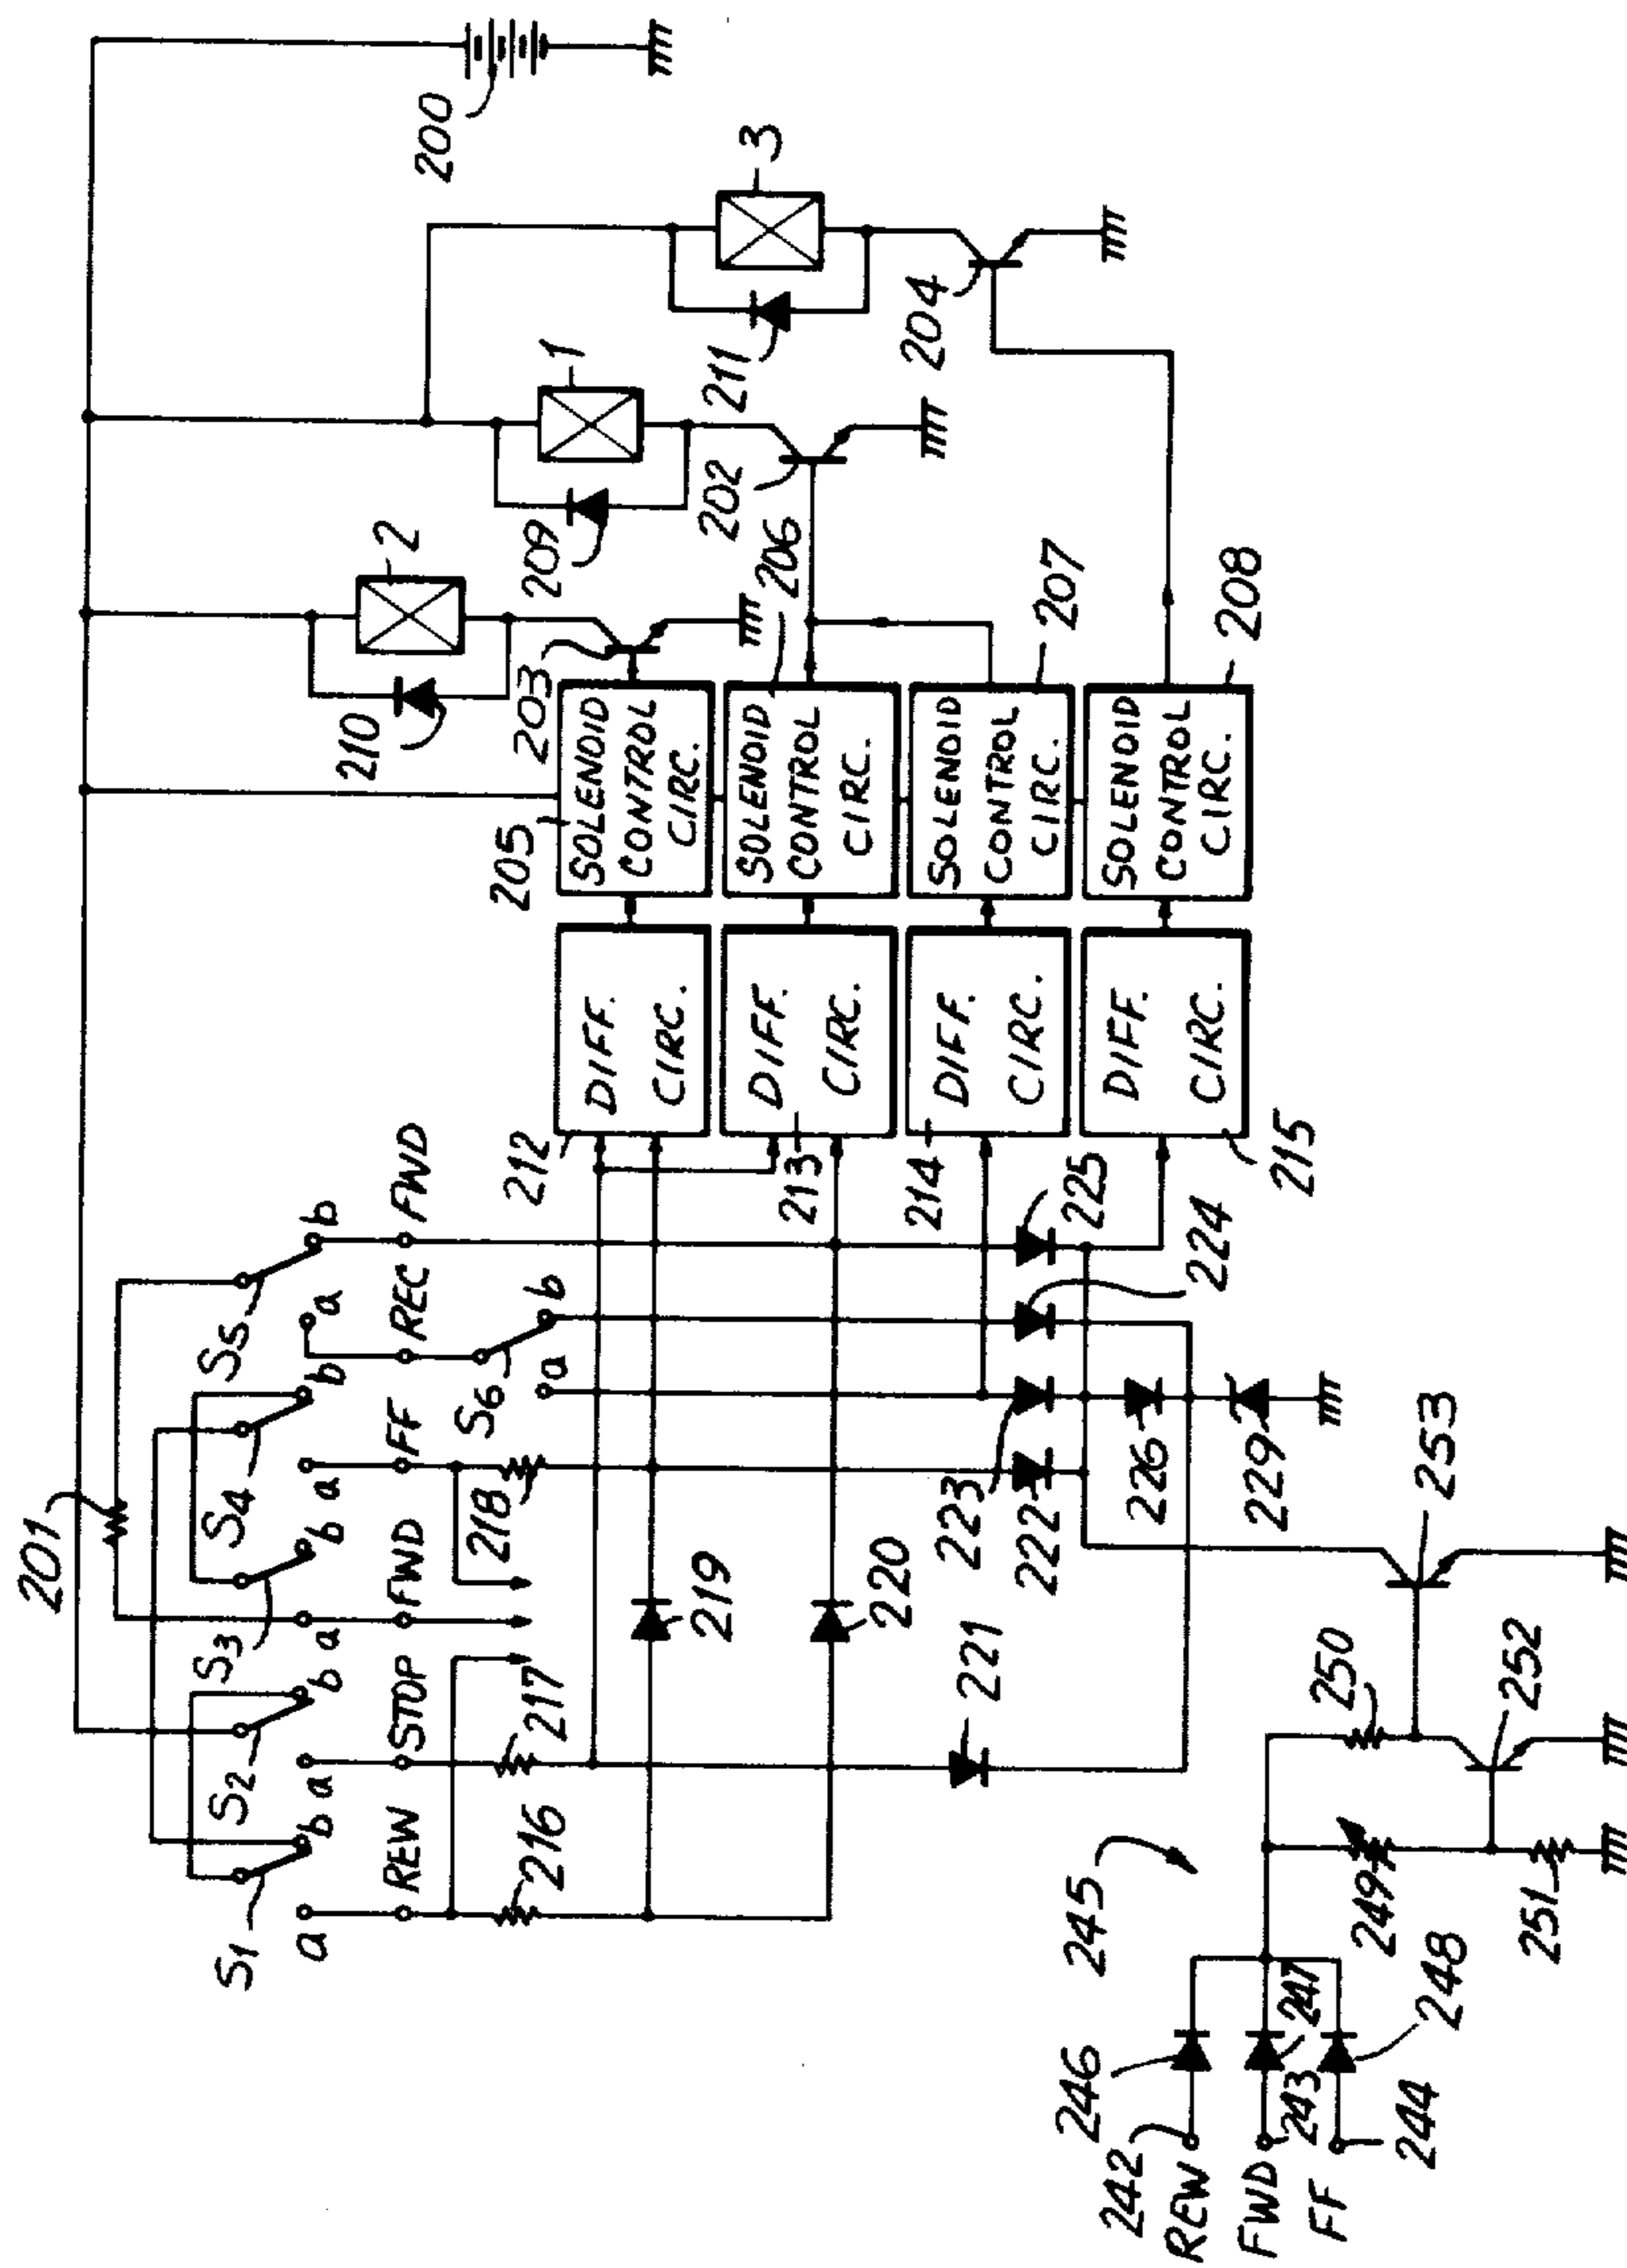 201
S1
S2
S3
S4
S5
a
b
a
b
a
b
a
b
a
b
REW
STOP
FWD
FF
REC
FWD
S6
a
b
216
217
218
219
220
221
222
223
224
225
226
229
212
DIFF.
CIRC.
213
DIFF.
CIRC.
214
DIFF.
CIRC.
215
DIFF.
CIRC.
205
SOLENOID
CONTROL
CIRC.
206
SOLENOID
CONTROL
CIRC.
207
SOLENOID
CONTROL
CIRC.
208
SOLENOID
CONTROL
CIRC.
203
210
2
209
1
202
211
3
204
200
245
242
REW
246
243
FWD
247
244
FF
248
249
250
251
252
253